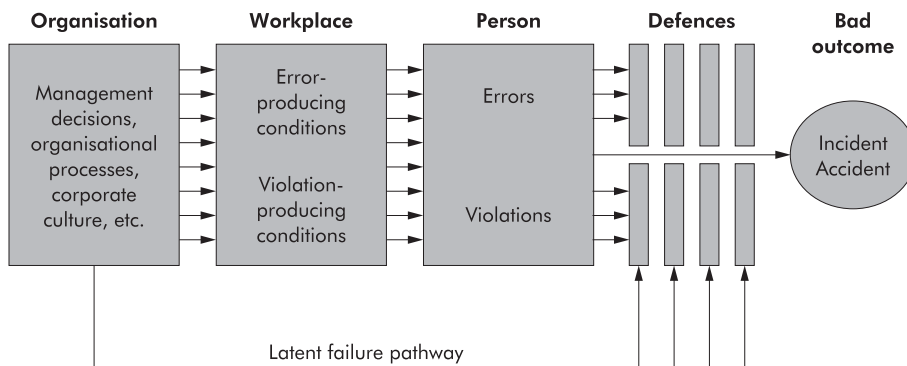 Organisation
Workplace
Person
Defences
Bad
outcome
Management
decisions,
organisational
processes,
corporate
culture, etc.
Error-
producing
conditions
Violation-
producing
conditions
Errors
Violations
Incident
Accident
Latent failure pathway